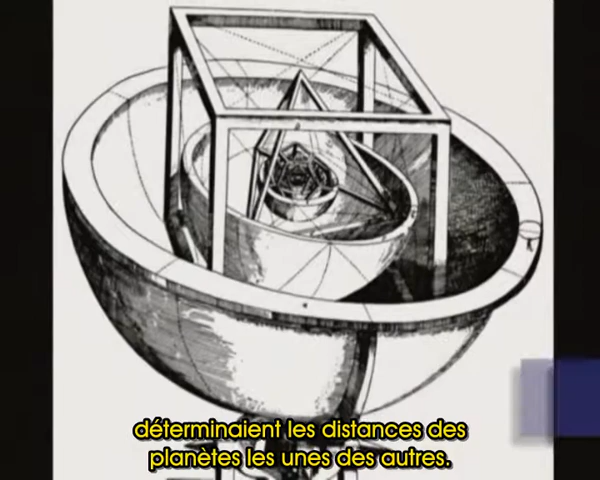 déterminaient les distances des
planètes les unes des autres.